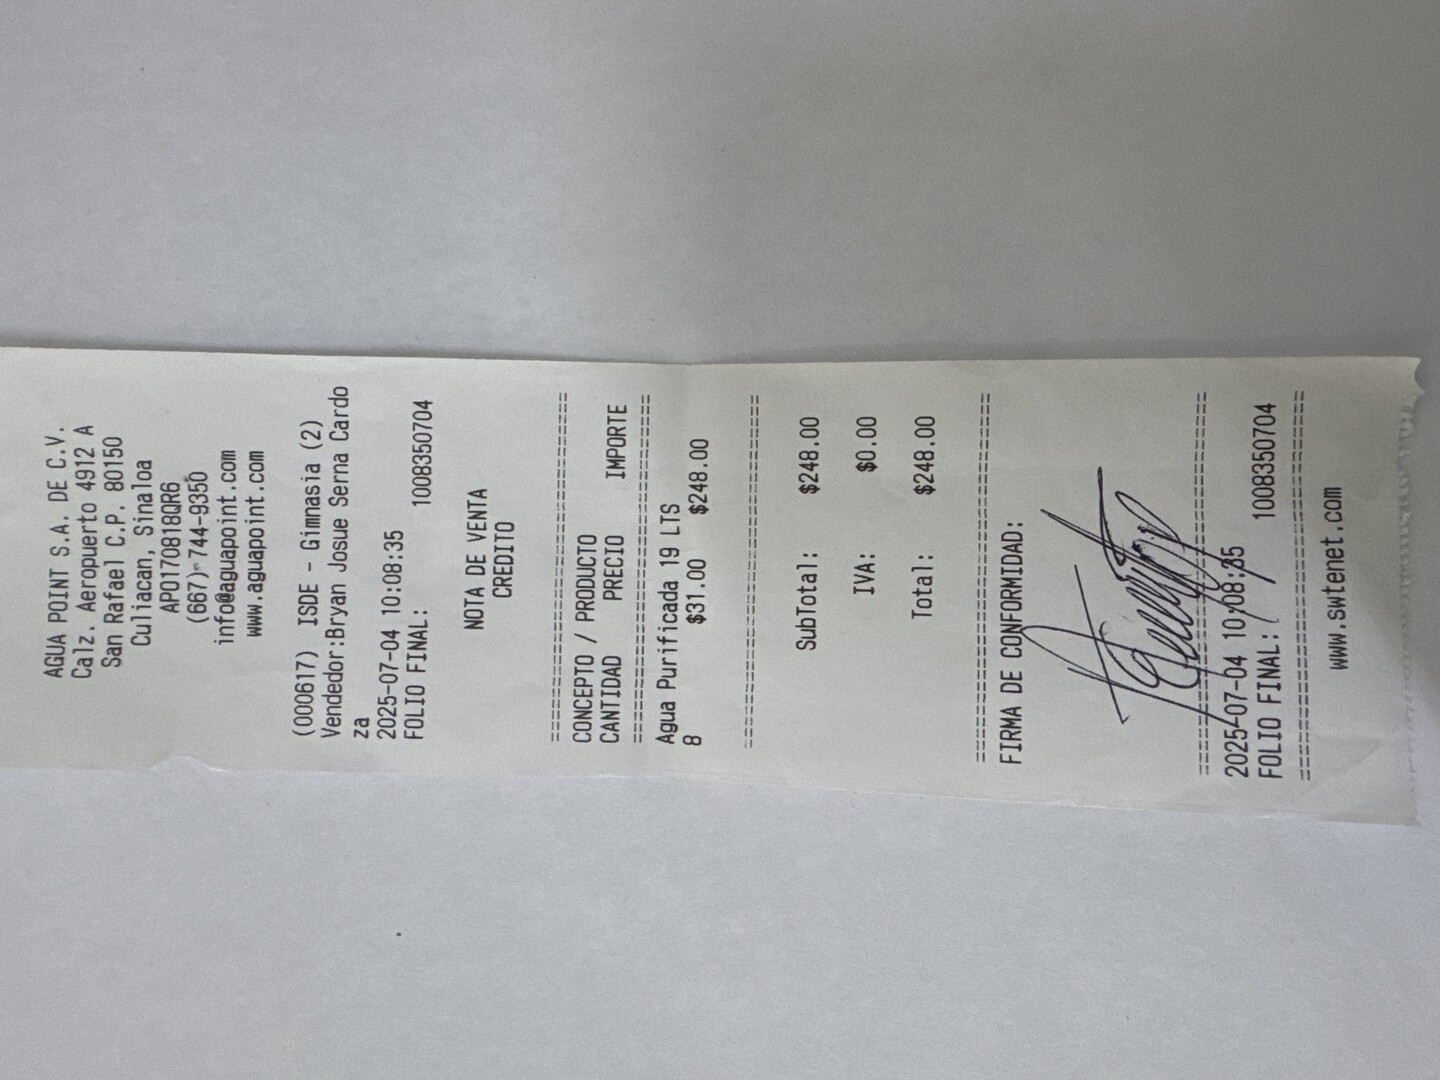 AGUA POINT S.A. DE C.V.
Calz. Aeropuerto 4912 A
San Rafael C.P. 80150
Culiacan, Sinaloa
APO170818QR6
(667)-744-9350
info@aguapoint.com
www.aguapoint.com
(000617) ISDE - Gimnasia (2)
Vendedor:Bryan Josue Serna Cardo
za
2025-07-04 10:08:35
FOLIO FINAL: 1008350704
NOTA DE VENTA
CREDITO
================================
CONCEPTO / PRODUCTO
CANTIDAD PRECIO IMPORTE
================================
Agua Purificada 19 LTS
8 $31.00 $248.00
================================
SubTotal: $248.00
IVA: $0.00
Total: $248.00
================================
FIRMA DE CONFORMIDAD:
================================
2025-07-04 10:08:35
FOLIO FINAL: 1008350704
================================
www.swtenet.com